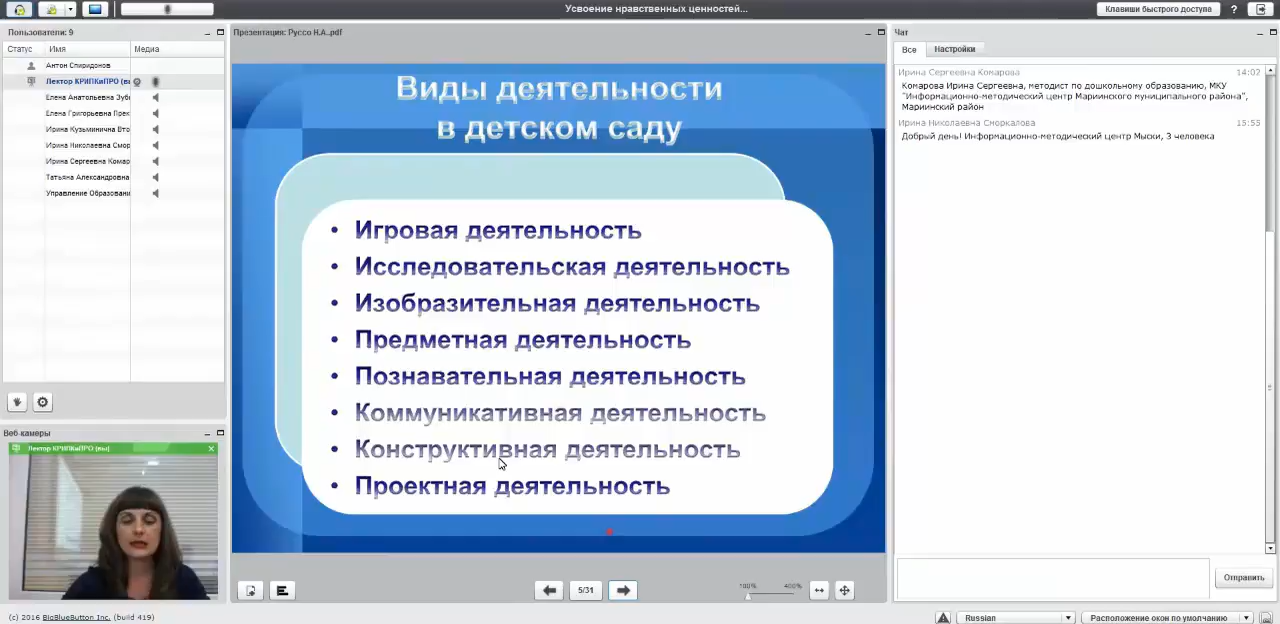 Усвоение нравственных ценностей...
Клавиши быстрого доступа
?
Пользователи: 9
Статус Имя Медиа
Антон Спиридонов
Лектор КРИПКиПРО (вы
Елена Анатольевна Зубо
Елена Григорьевна Прек
Ирина Кузьминична Вто
Ирина Николаевна Смор
Ирина Сергеевна Комар
Татьяна Александровна
Управление Образовани
Веб камеры
Лектор КРИПКиПРО (вы)
Презентация: Руссо Н.А..pdf
Виды деятельности
в детском саду
• Игровая деятельность
• Исследовательская деятельность
• Изобразительная деятельность
• Предметная деятельность
• Познавательная деятельность
• Коммуникативная деятельность
• Конструктивная деятельность
• Проектная деятельность
5/31
100% 400%
Чат
Все Настройки
Ирина Сергеевна Комарова 14:02
Комарова Ирина Сергеевна, методист по дошкольному образованию, МКУ
"Информационно-методический центр Мариинского муниципального района",
Мариинский район
Ирина Николаевна Сморкалова 15:55
Добрый день! Информационно-методический центр Мыски, 3 человека
Отправить
(c) 2016 BigBlueButton Inc. (build 419)
Russian
Расположение окон по умолчанию